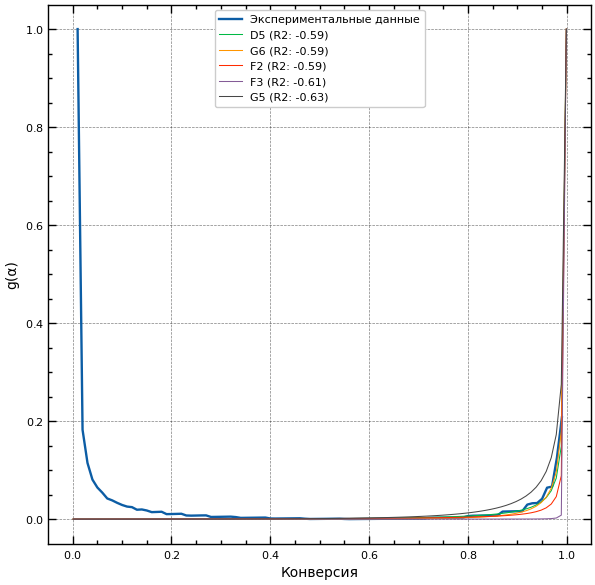 Экспериментальные данные
D5 (R2: -0.59)
G6 (R2: -0.59)
F2 (R2: -0.59)
F3 (R2: -0.61)
G5 (R2: -0.63)
1.0
0.8
0.6
0.4
0.2
0.0
g(α)
0.0 0.2 0.4 0.6 0.8 1.0
Конверсия